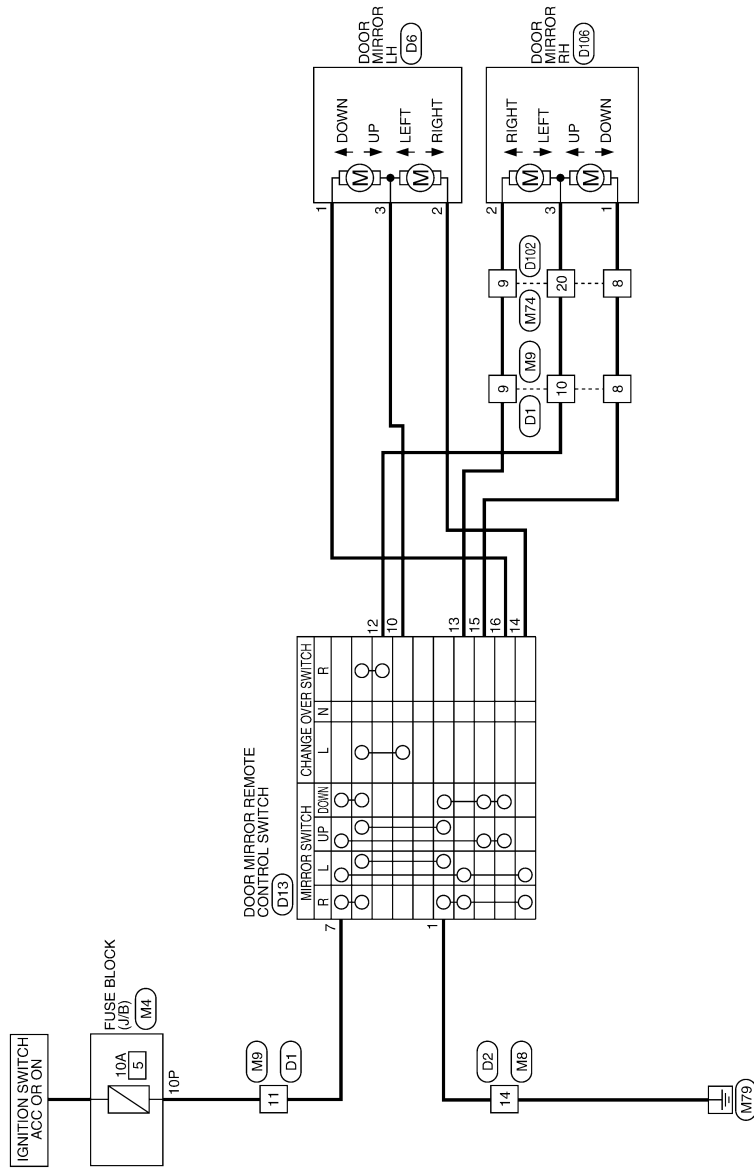 IGNITION SWITCH
ACC OR ON
FUSE BLOCK
(J/B)
M4
10A
5
10P
M9
D1
11
D2
M8
14
M79
DOOR MIRROR REMOTE
CONTROL SWITCH
D13
7
1
MIRROR SWITCH
CHANGE OVER SWITCH
R
L
UP
DOWN
L
N
R
12
10
13
15
16
14
D1
M9
9
10
8
M74
D102
9
20
8
DOOR
MIRROR
LH
D6
1
3
2
M
M
DOWN
UP
LEFT
RIGHT
DOOR
MIRROR
RH
D106
2
3
1
M
M
RIGHT
LEFT
UP
DOWN